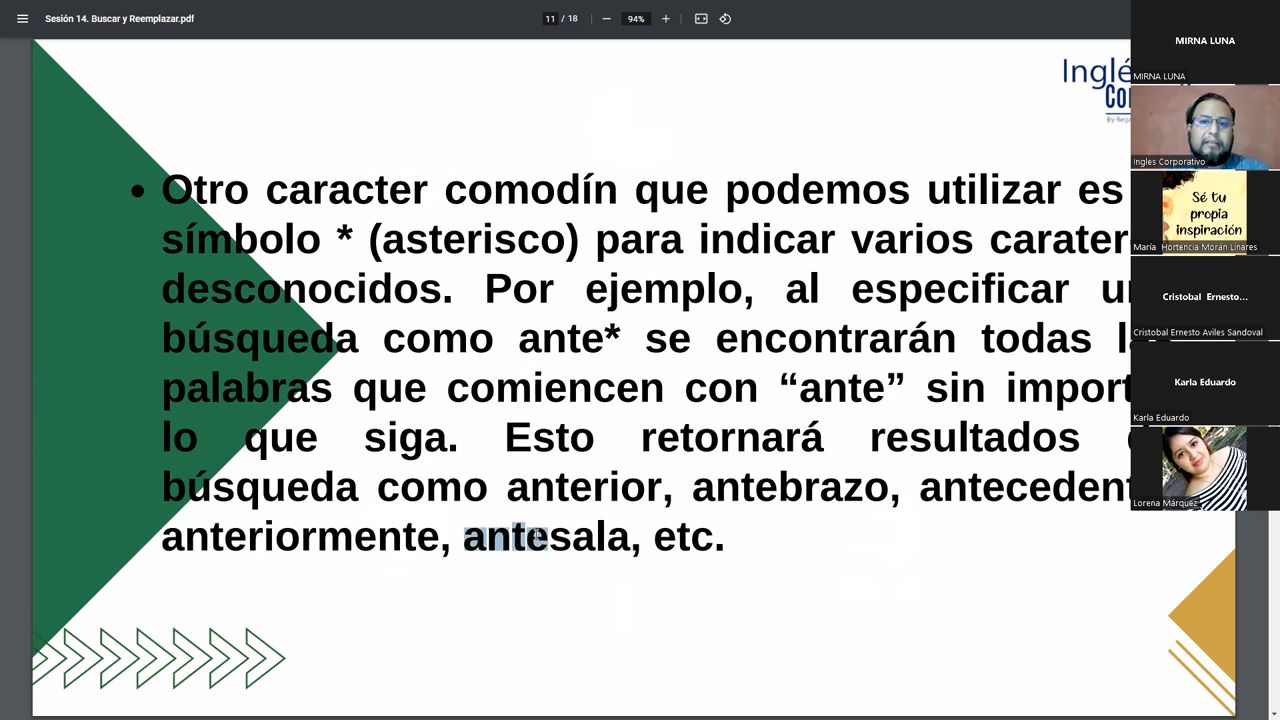 Sesión 14. Buscar y Reemplazar.pdf
11 / 18
94%
Otro caracter comodín que podemos utilizar es
símbolo * (asterisco) para indicar varios carater
desconocidos. Por ejemplo, al especificar
búsqueda como ante* se encontrarán todas
palabras que comiencen con “ante” sin import
lo que siga. Esto retornará resultados
búsqueda como anterior, antebrazo, antecedent
anteriormente, antesala, etc.
MIRNA LUNA
MIRNA LUNA
Ingles Corporativo
Sé tu
propia
inspiración
María Hortencia Morán Linares
Cristobal Ernesto...
Cristobal Ernesto Aviles Sandoval
Karla Eduardo
Karla Eduardo
Lorena Márquez